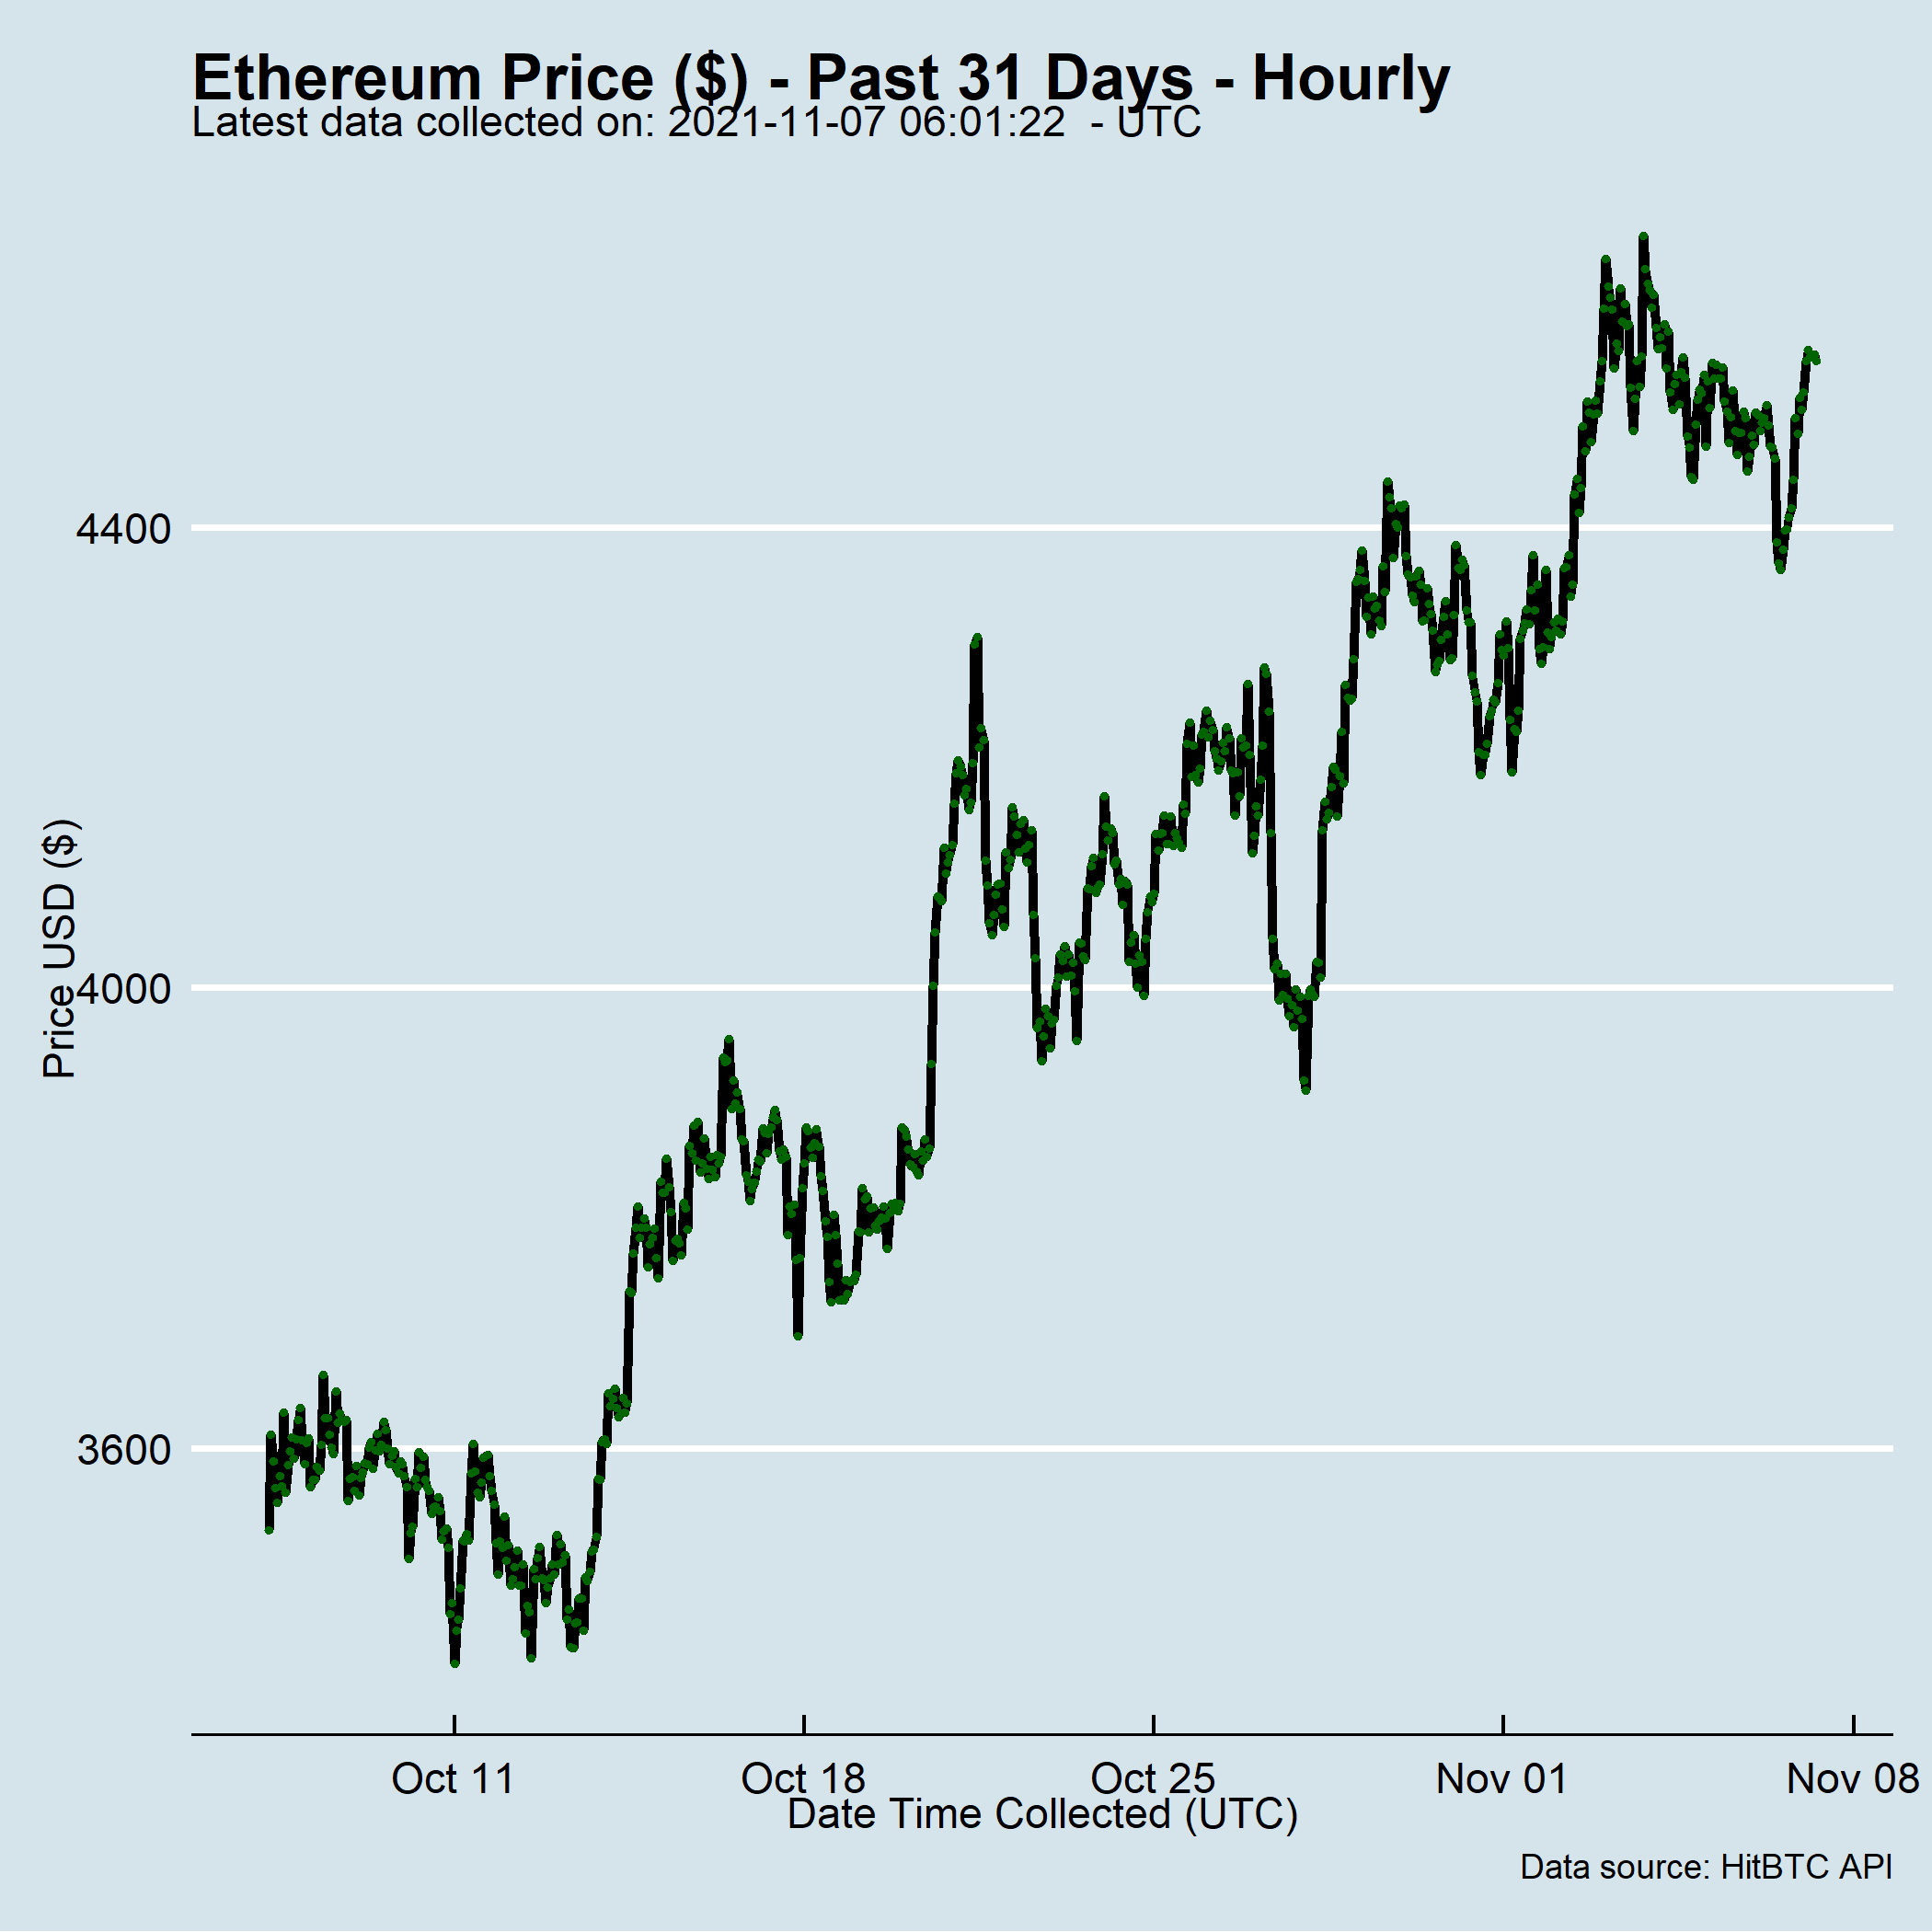 Ethereum Price ($) - Past 31 Days - Hourly
Latest data collected on: 2021-11-07 06:01:22  - UTC
Price USD ($)
4400
4000
3600
Oct 11
Oct 18
Oct 25
Nov 01
Nov 08
Date Time Collected (UTC)
Data source: HitBTC API